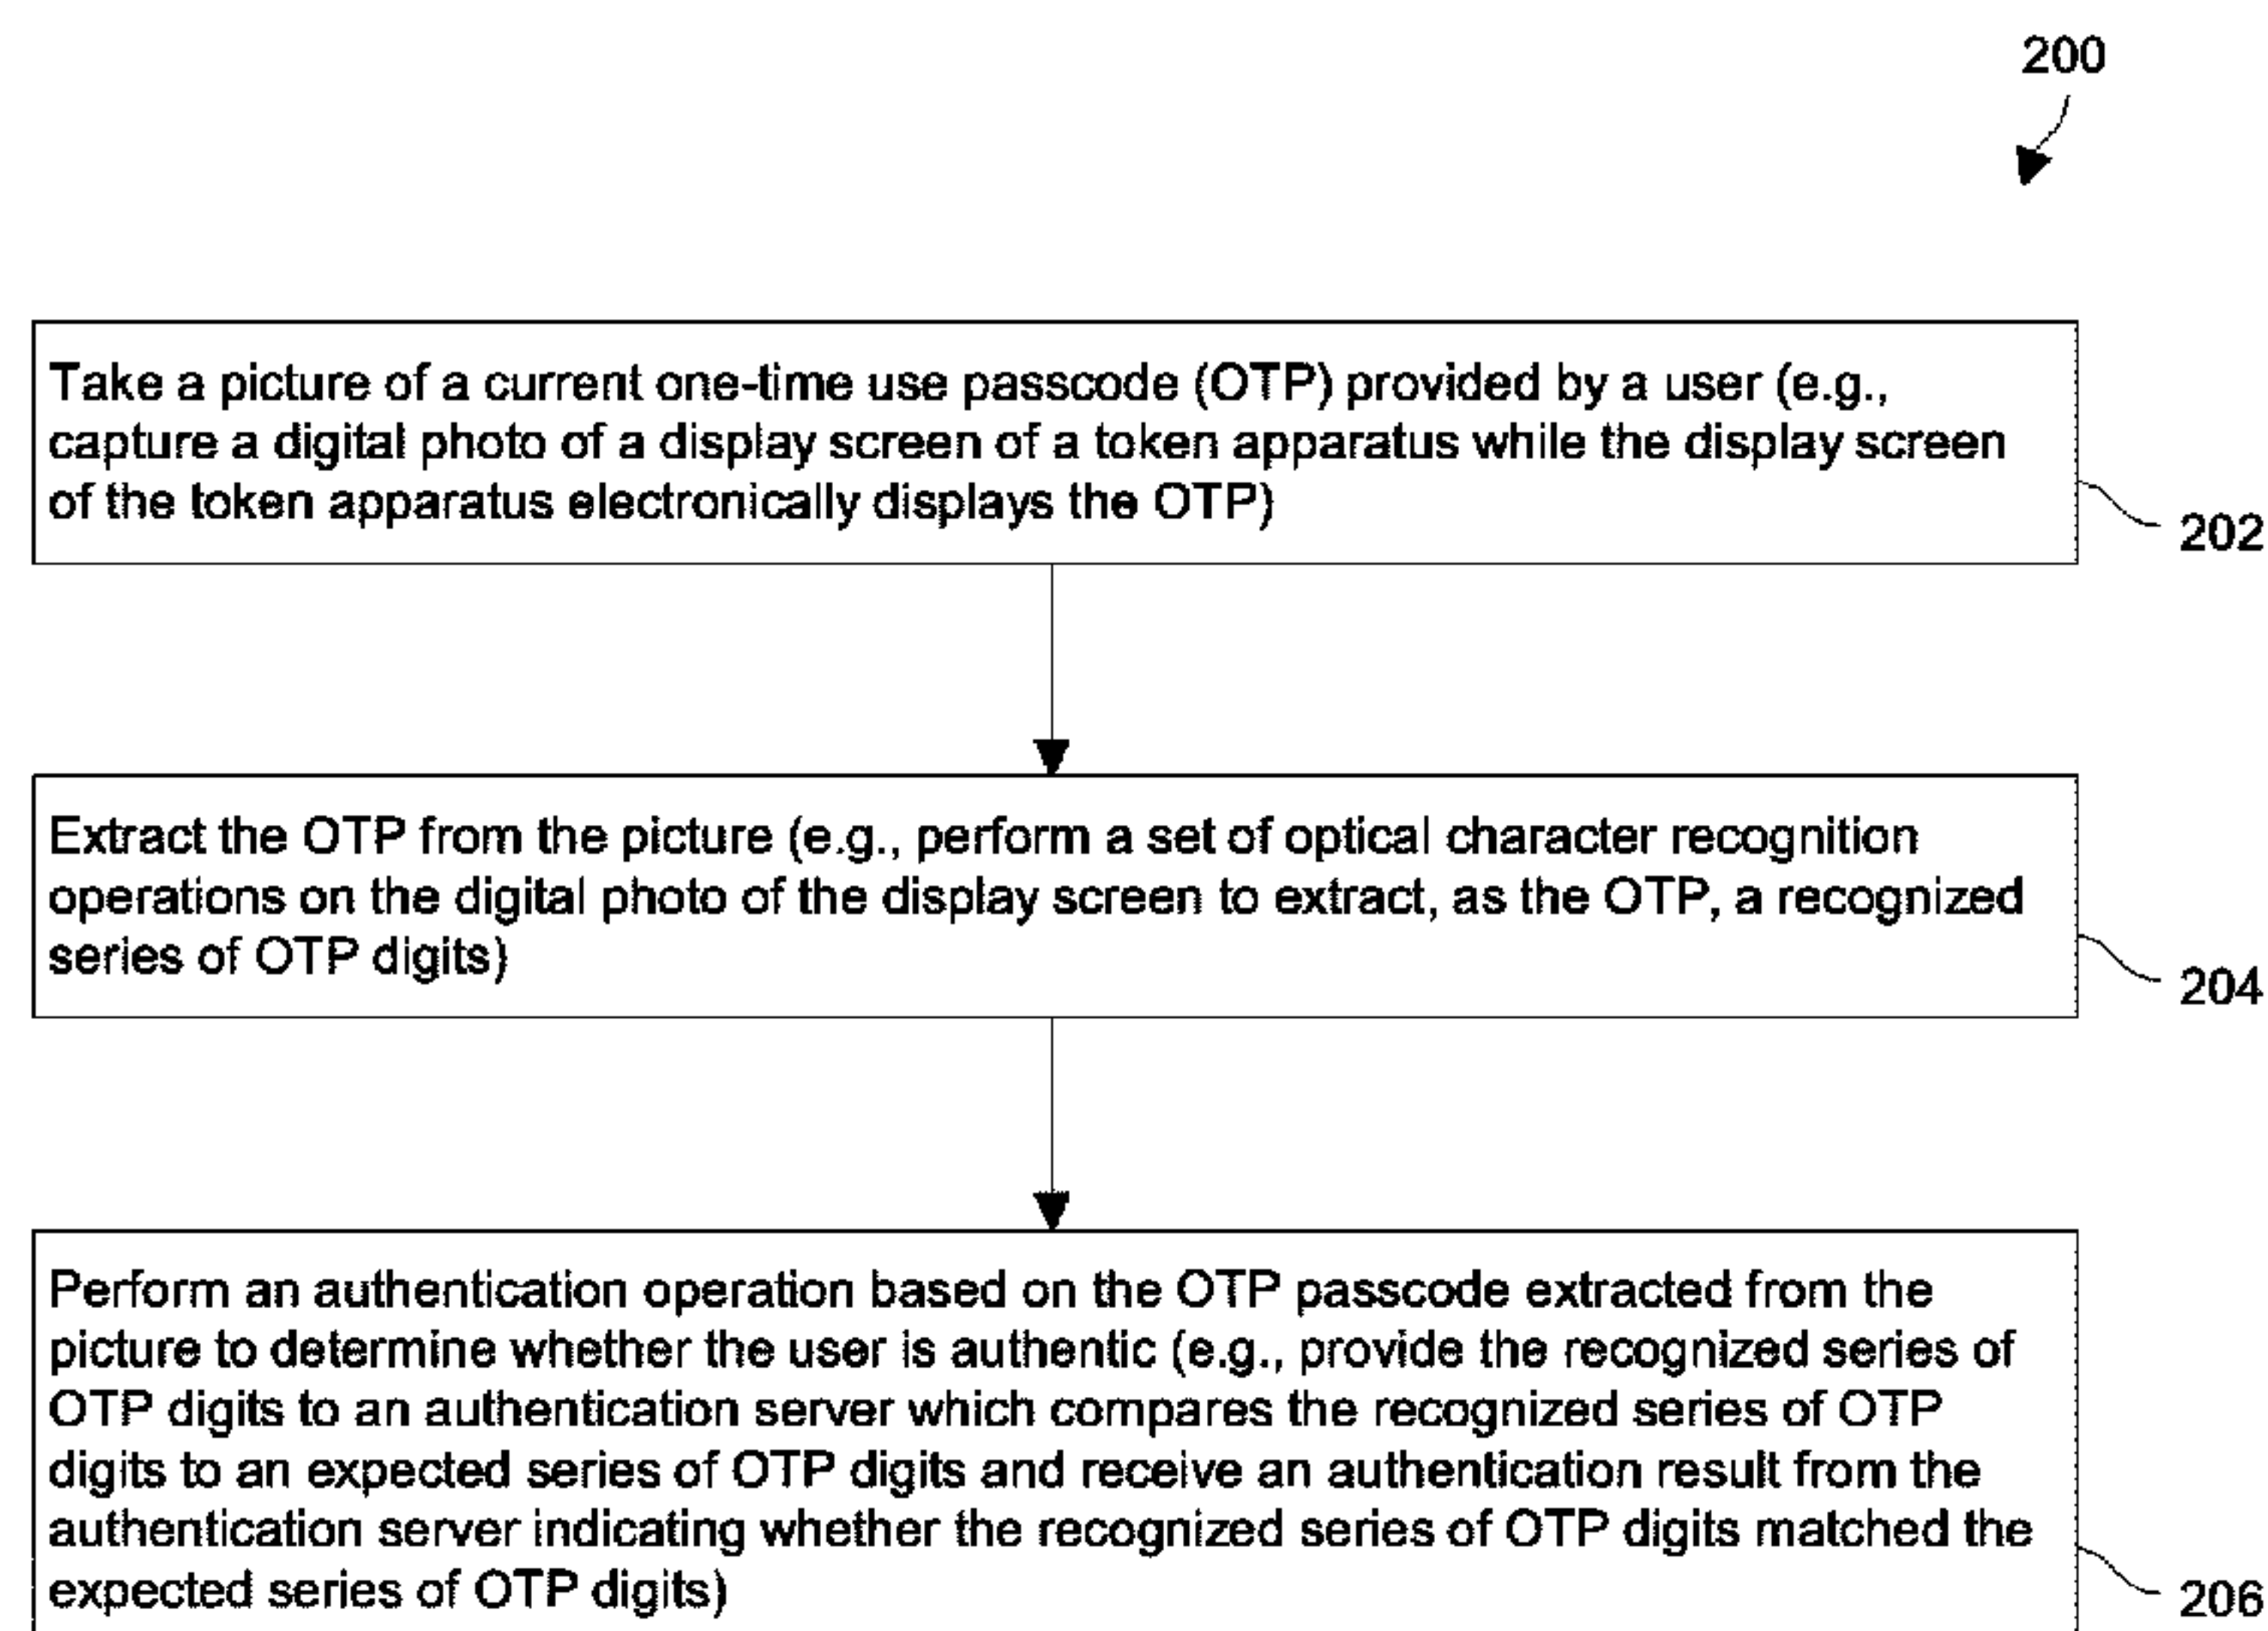 200
Take a picture of a current one-time use passcode (OTP) provided by a user (e.g.,
capture a digital photo of a display screen of a token apparatus while the display screen
of the token apparatus electronically displays the OTP)
202
Extract the OTP from the picture (e.g., perform a set of optical character recognition
operations on the digital photo of the display screen to extract, as the OTP, a recognized
series of OTP digits)
204
Perform an authentication operation based on the OTP passcode extracted from the
picture to determine whether the user is authentic (e.g., provide the recognized series of
OTP digits to an authentication server which compares the recognized series of OTP
digits to an expected series of OTP digits and receive an authentication result from the
authentication server indicating whether the recognized series of OTP digits matched the
expected series of OTP digits)
206